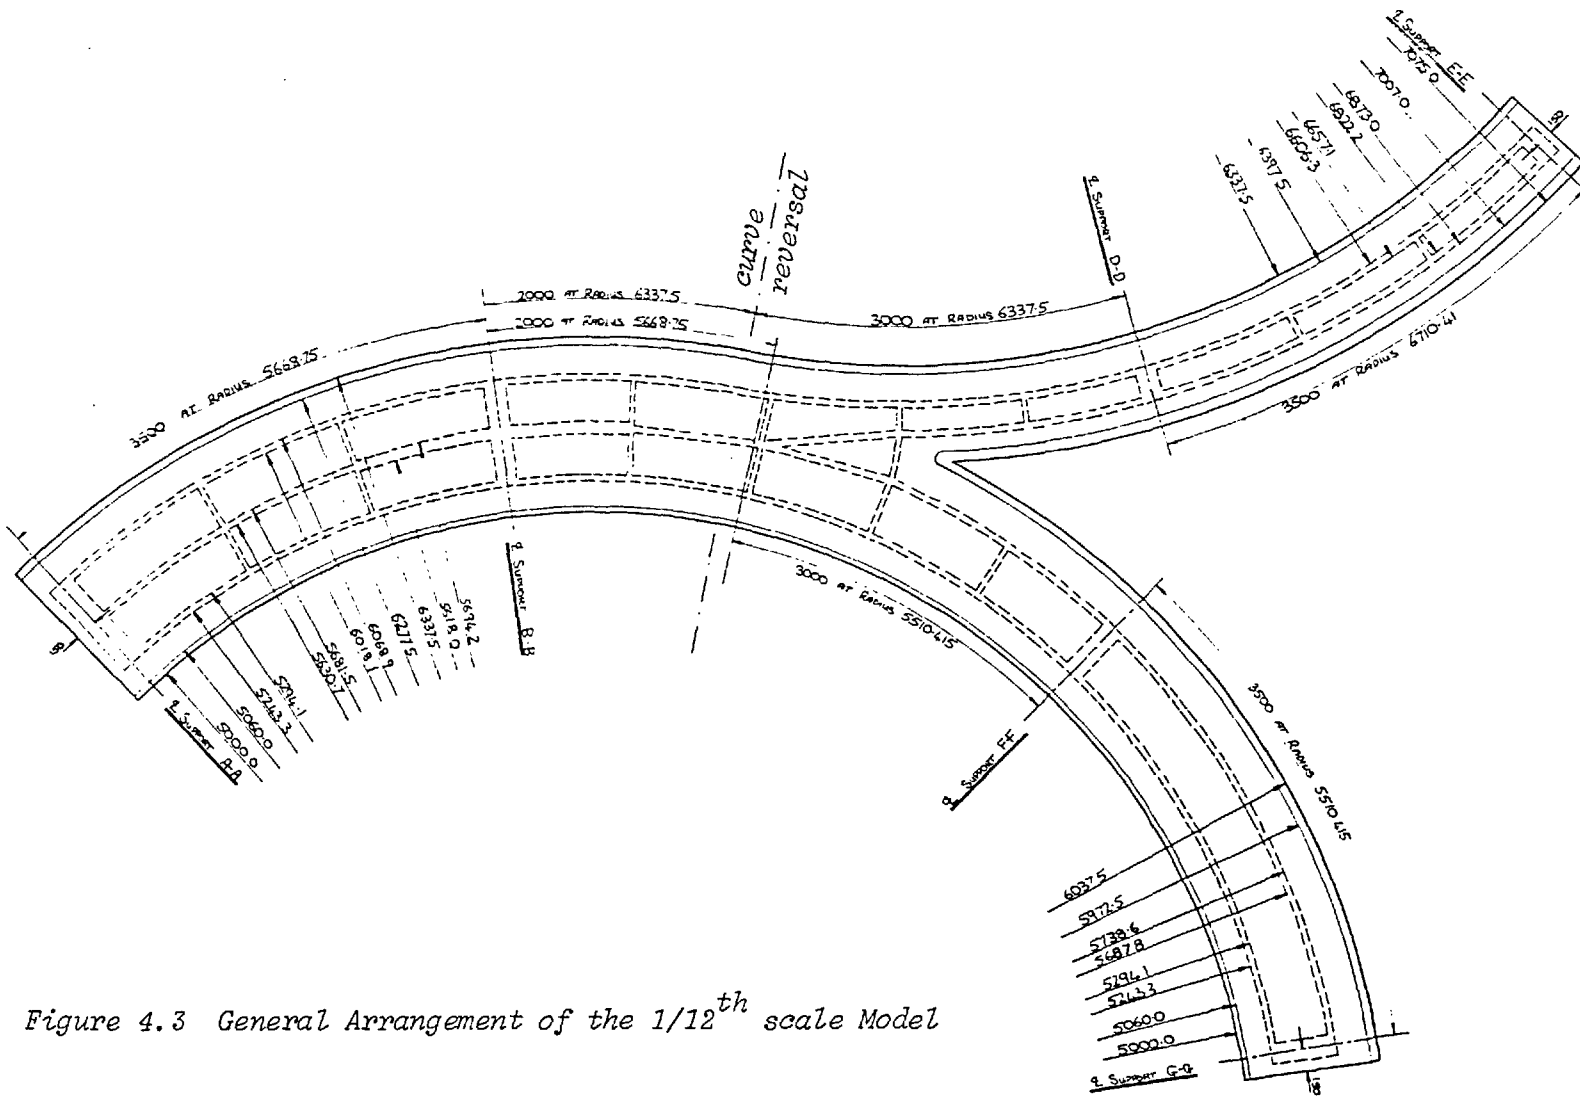 ℄ SUPPORT E-E
7075.0
7007.0
6873.0
6822.2
6657.1
6606.3
6397.5
6337.5
curve
reversal
℄ SUPPORT D-D
2000 AT RADIUS 6337.5
2000 AT RADIUS 5668.75
3000 AT RADIUS 6337.5
3500 AT RADIUS 5668.75
3500 AT RADIUS 6710.41
℄ SUPPORT B-B
3000 AT RADIUS 5510.415
5694.2
5518.0
6337.5
6277.5
6068.9
6018.1
5681.5
5630.7
5294.1
5243.3
5060.0
5000.0
℄ SUPPORT A-A
℄ SUPPORT F-F
3500 AT RADIUS 5510.415
6037.5
5972.5
5738.6
5687.8
5294.1
5243.3
5060.0
5000.0
℄ SUPPORT G-G
Figure 4.3 General Arrangement of the 1/12th scale Model